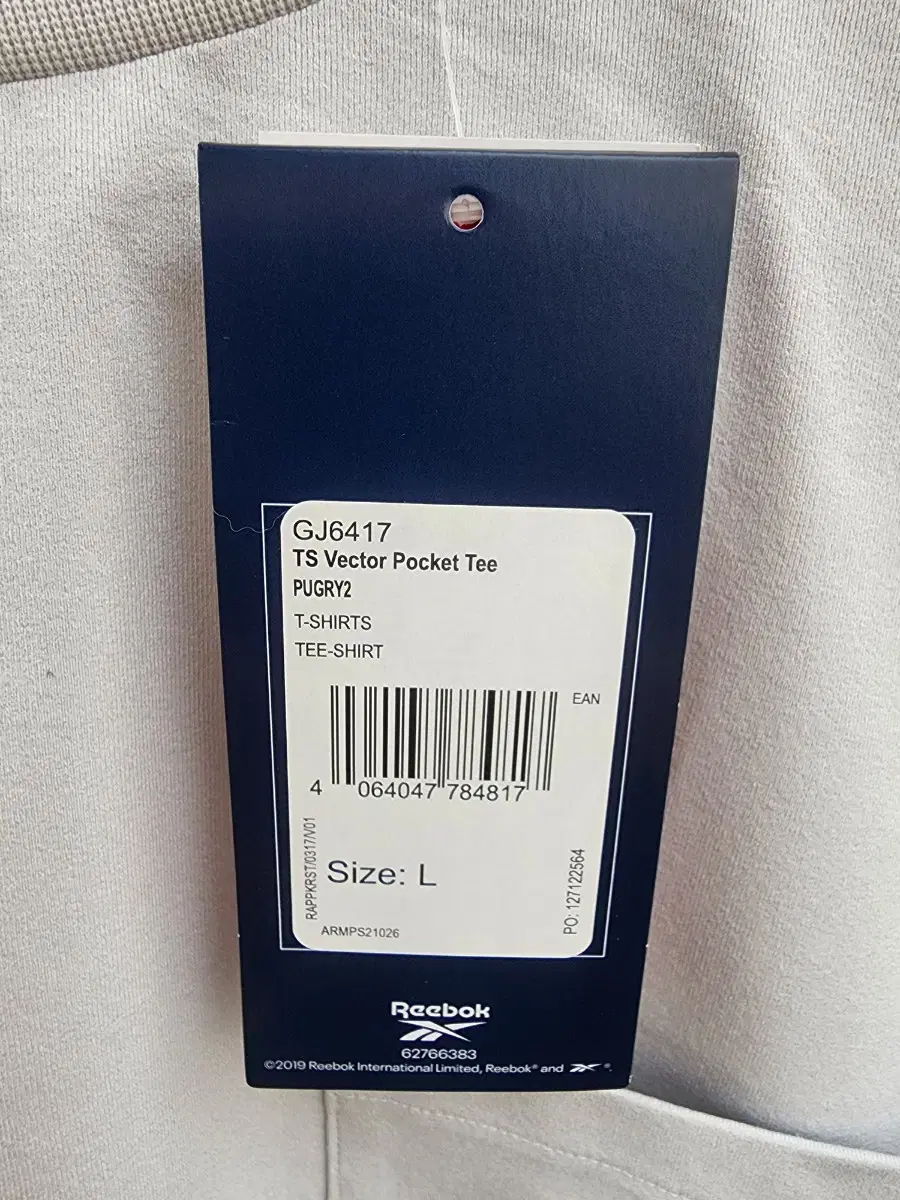 GJ6417
TS Vector Pocket Tee
PUGRY2
T-SHIRTS
TEE-SHIRT
EAN
4 064047 784817
RAPPKRST/0317/V01
Size: L
PO: 127122564
ARMPS21026
Reebok
62766383
©2019 Reebok International Limited, Reebok® and ®.